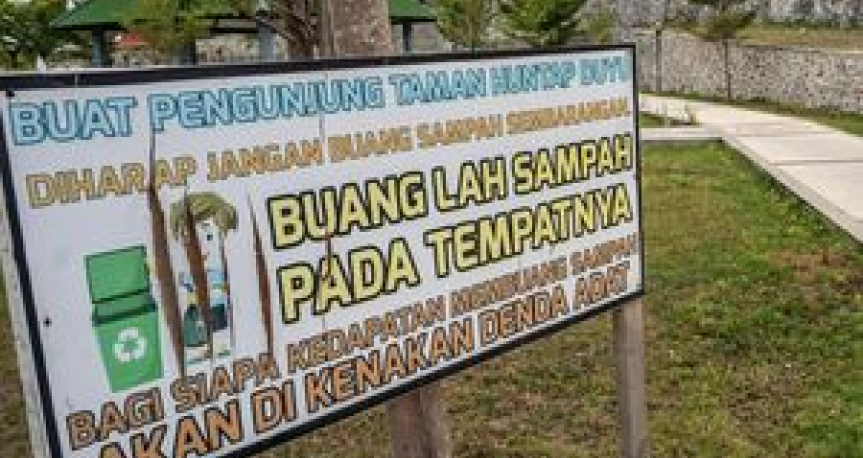 BUAT PENGUNJUNG TAMAN HUNTAP DUYU
DIHARAP JANGAN BUANG SAMPAH SEMBARANGAN.
BUANG LAH SAMPAH
PADA TEMPATNYA
BAGI SIAPA KEDAPATAN MEMBUANG SAMPAH
AKAN DI KENAKAN DENDA ADAT